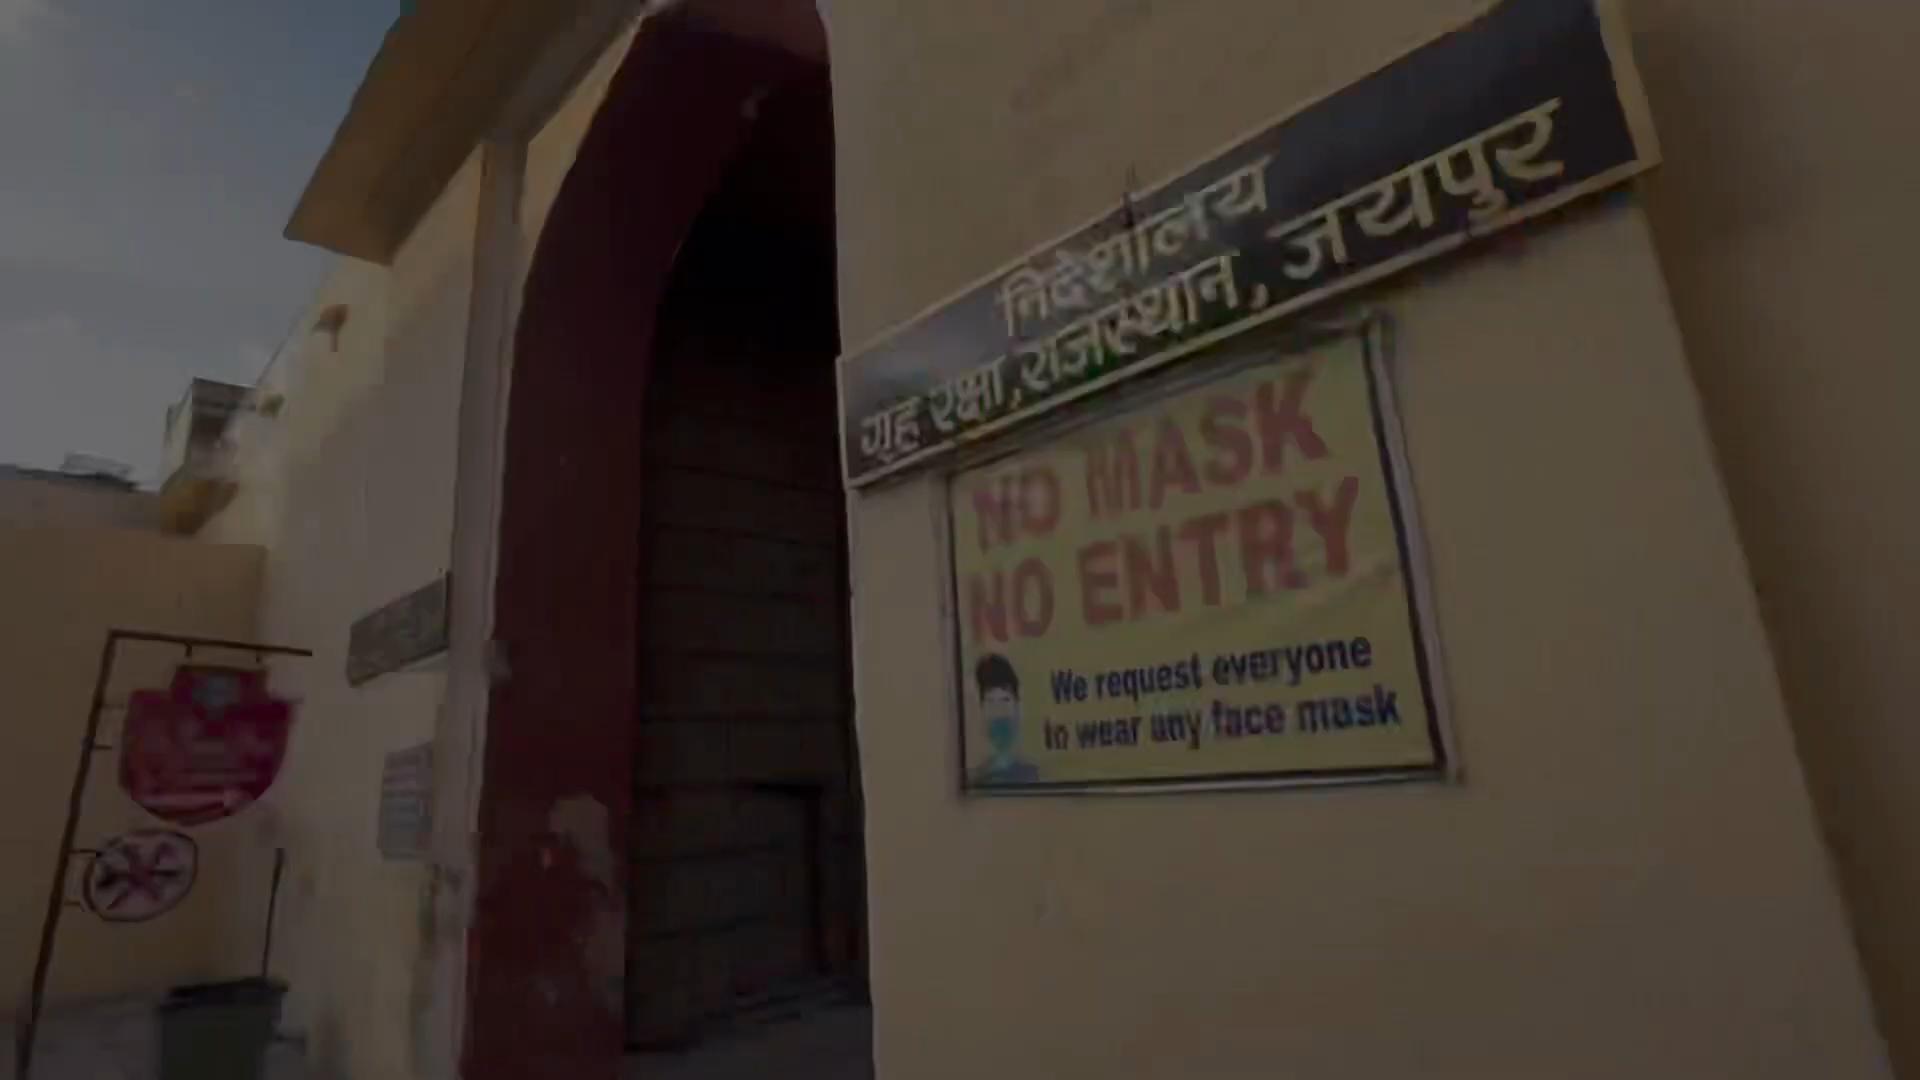 निदेशालय
गृह रक्षा, राजस्थान, जयपुर
NO MASK
NO ENTRY
We request everyone
to wear any face mask